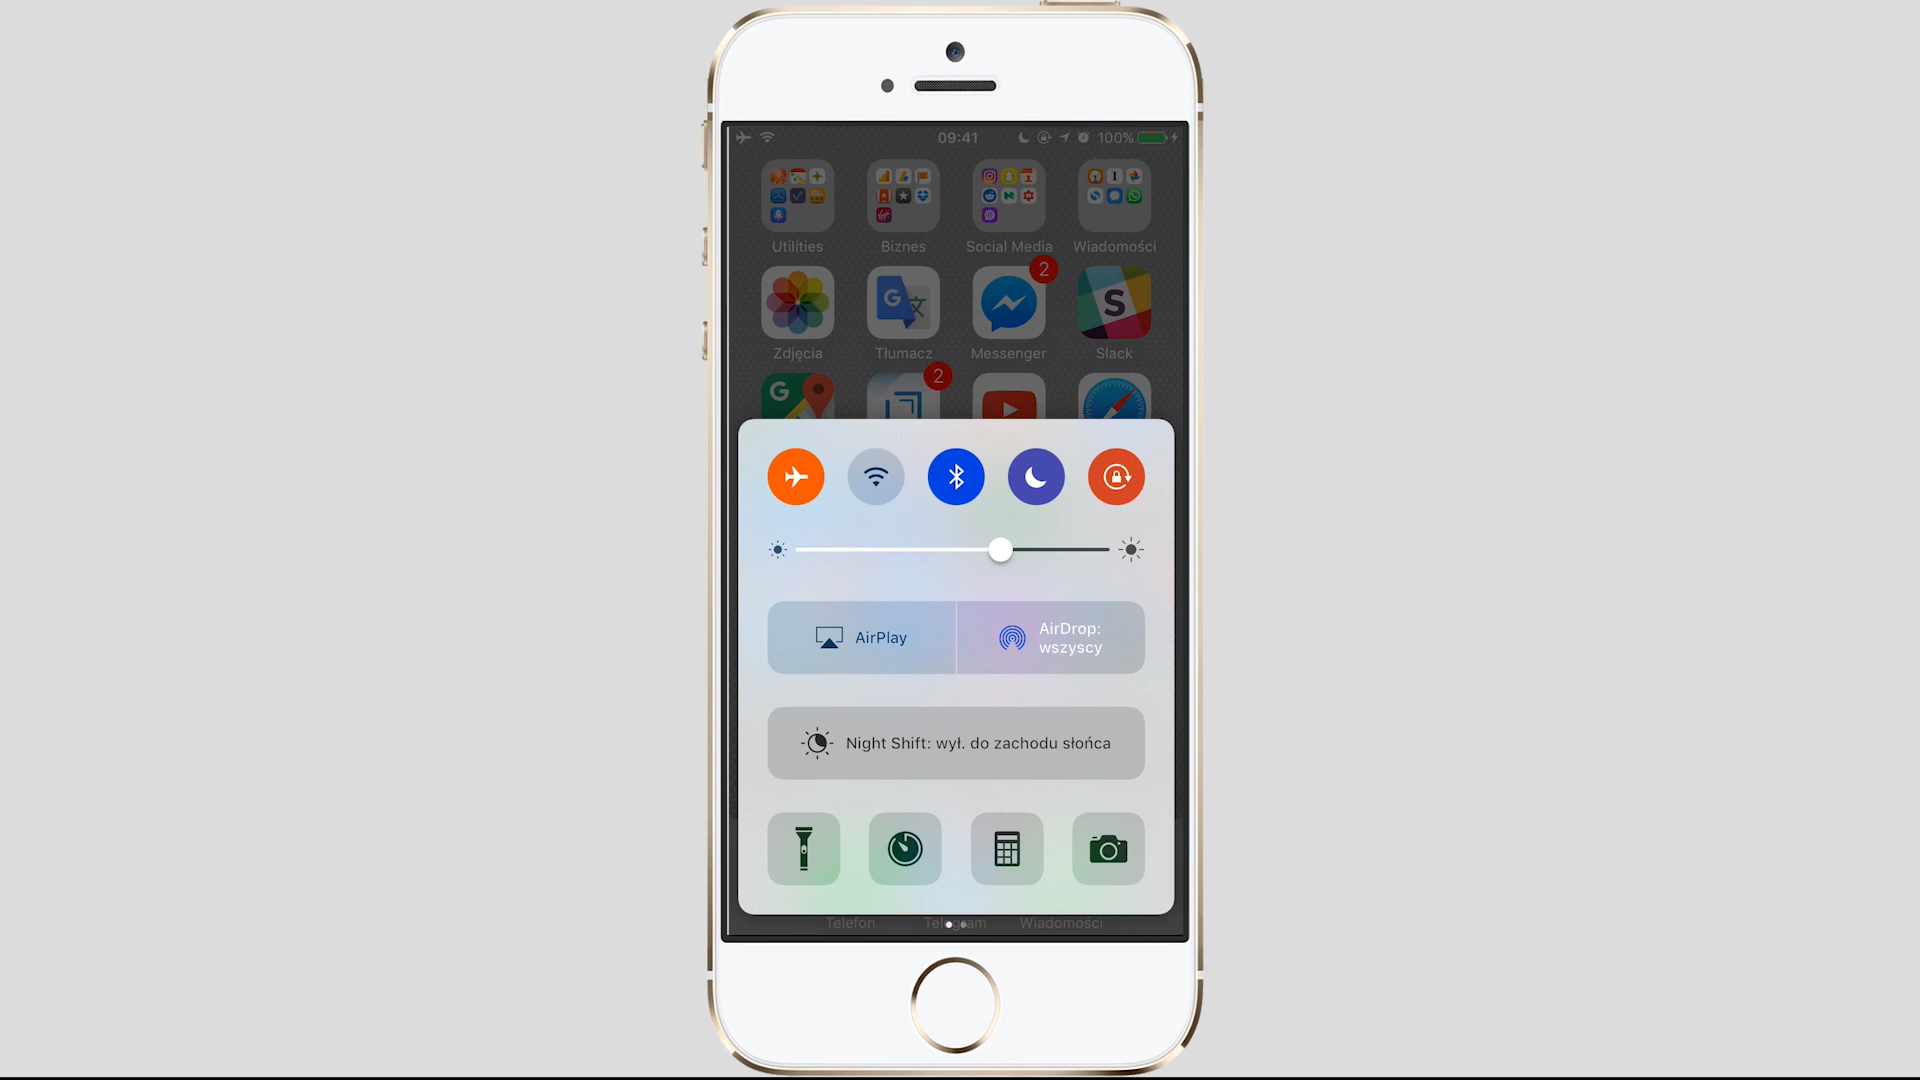 09:41
100%
Utilities
Biznes
Social Media
Wiadomości
2
G
S
Zdjęcia
Tłumacz
Messenger
Slack
G
2
AirPlay
AirDrop:
wszyscy
Night Shift: wył. do zachodu słońca
Telefon
Telegram
Wiadomości